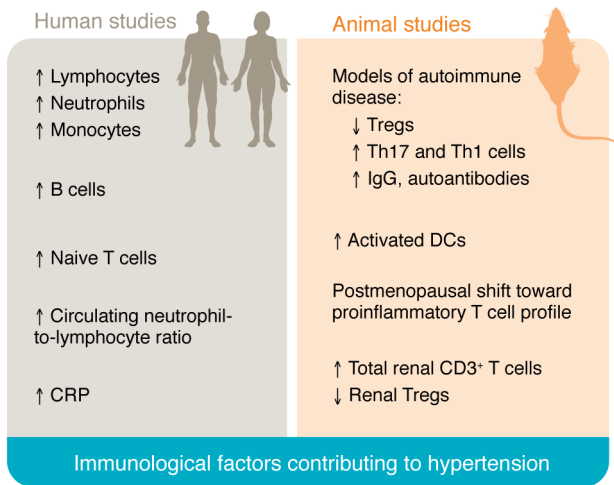 Human studies
↑ Lymphocytes
↑ Neutrophils
↑ Monocytes
↑ B cells
↑ Naive T cells
↑ Circulating neutrophil-
to-lymphocyte ratio
↑ CRP
Animal studies
Models of autoimmune
disease:
↓ Tregs
↑ Th17 and Th1 cells
↑ IgG, autoantibodies
↑ Activated DCs
Postmenopausal shift toward
proinflammatory T cell profile
↑ Total renal CD3⁺ T cells
↓ Renal Tregs
Immunological factors contributing to hypertension